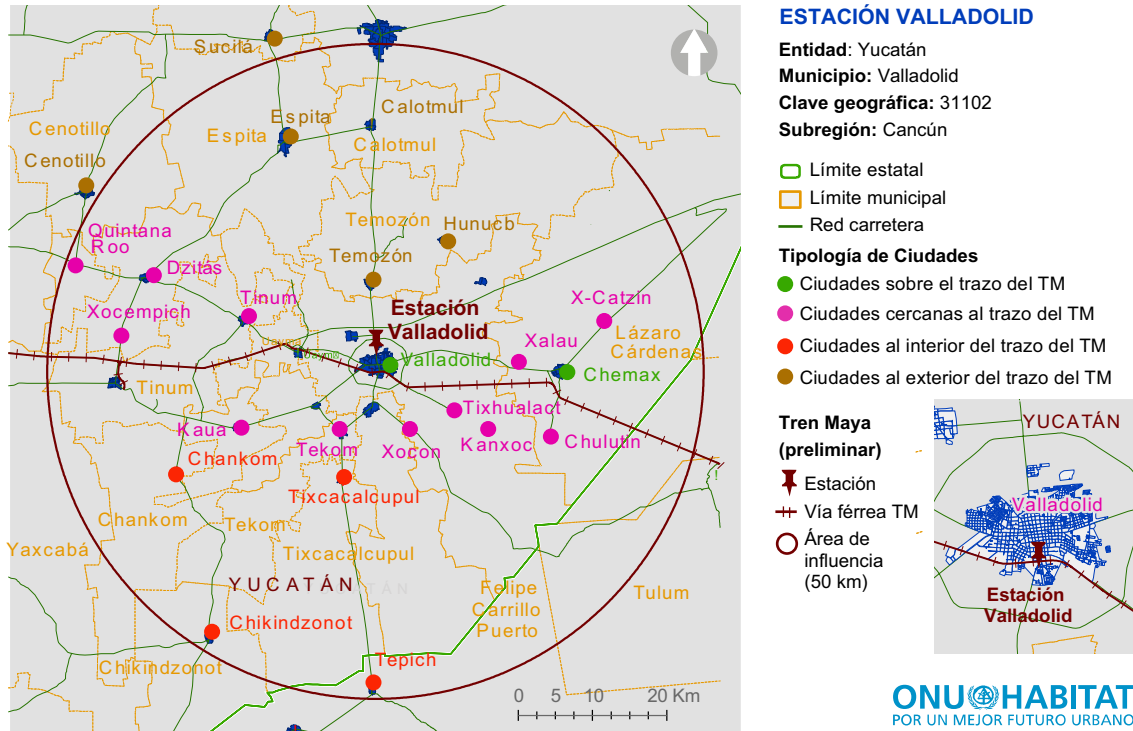 Sucilá
Cenotillo
Espita
Espita
Calotmul
Calotmul
Cenotillo
Temozón
Hunucb
Quintana
Roo
Dzitás
Temozón
Tinum
X-Catzin
Xocempich
Estación
Valladolid
Lázaro
Cárdenas
Xalau
Uayma
Valladolid
Chemax
Tinum
Tixhualact
Kaua
Tekom
Xocon
Kanxoc
Chulutin
Chankom
Tixcacalcupul
Chankom
Tekom
Yaxcabá
Tixcacalcupul
YUCATÁN
Felipe
Carrillo
Puerto
Tulum
Chikindzonot
Chikindzonot
Tepich
0 5 10 20 Km
ESTACIÓN VALLADOLID
Entidad: Yucatán
Municipio: Valladolid
Clave geográfica: 31102
Subregión: Cancún
Límite estatal
Límite municipal
Red carretera
Tipología de Ciudades
Ciudades sobre el trazo del TM
Ciudades cercanas al trazo del TM
Ciudades al interior del trazo del TM
Ciudades al exterior del trazo del TM
Tren Maya
(preliminar)
Estación
Vía férrea TM
Área de
influencia
(50 km)
YUCATÁN
Valladolid
Estación
Valladolid
ONU HABITAT
POR UN MEJOR FUTURO URBANO